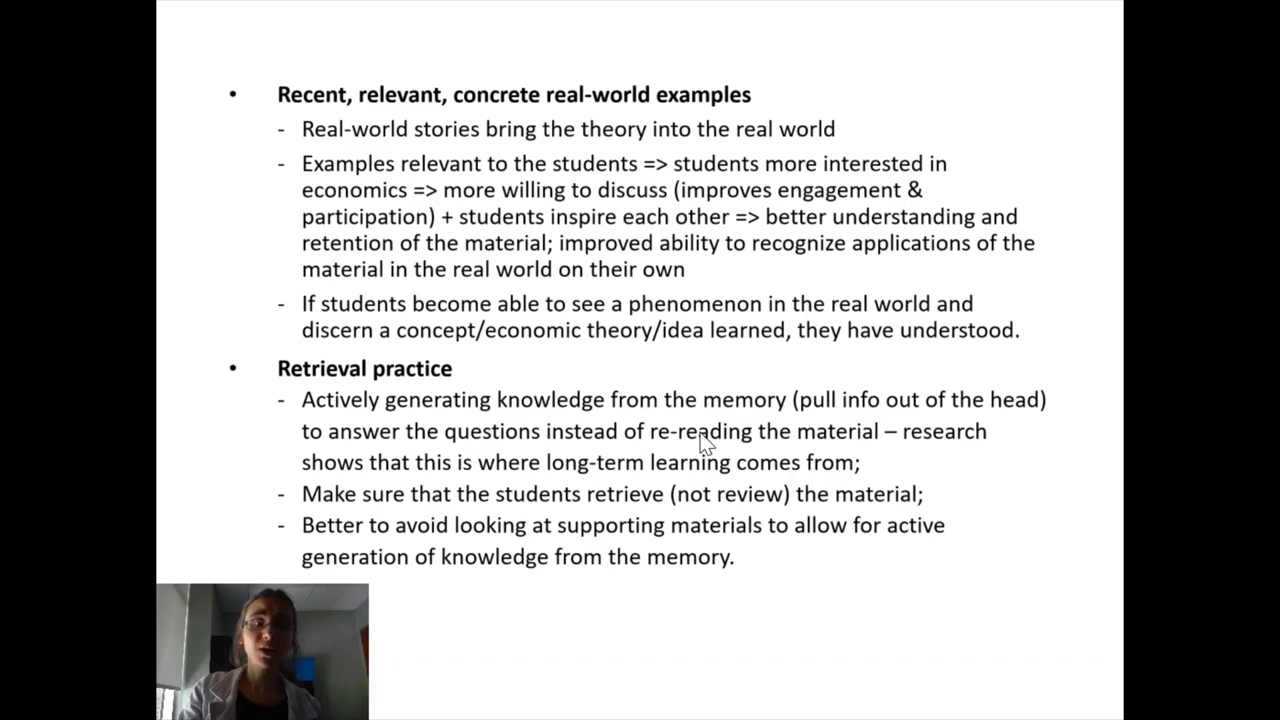 • Recent, relevant, concrete real-world examples
- Real-world stories bring the theory into the real world
- Examples relevant to the students => students more interested in
economics => more willing to discuss (improves engagement &
participation) + students inspire each other => better understanding and
retention of the material; improved ability to recognize applications of the
material in the real world on their own
- If students become able to see a phenomenon in the real world and
discern a concept/economic theory/idea learned, they have understood.
• Retrieval practice
- Actively generating knowledge from the memory (pull info out of the head)
to answer the questions instead of re-reading the material – research
shows that this is where long-term learning comes from;
- Make sure that the students retrieve (not review) the material;
- Better to avoid looking at supporting materials to allow for active
generation of knowledge from the memory.